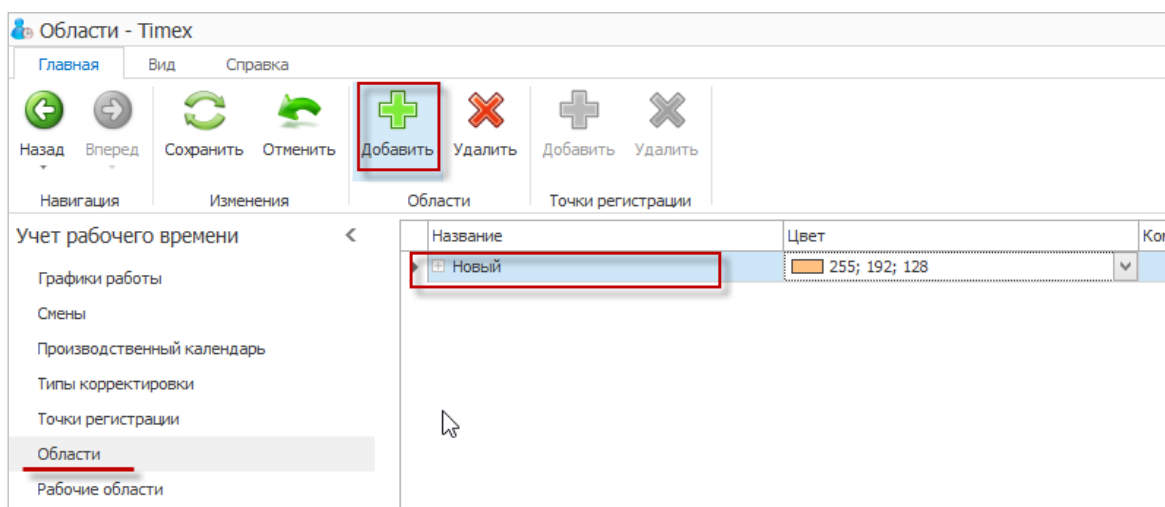 Области - Timex
Главная Вид Справка
Назад Вперед Сохранить Отменить Добавить Удалить Добавить Удалить
Навигация Изменения Области Точки регистрации
Учет рабочего времени
Название Цвет
Новый 255; 192; 128
Графики работы
Смены
Производственный календарь
Типы корректировки
Точки регистрации
Области
Рабочие области